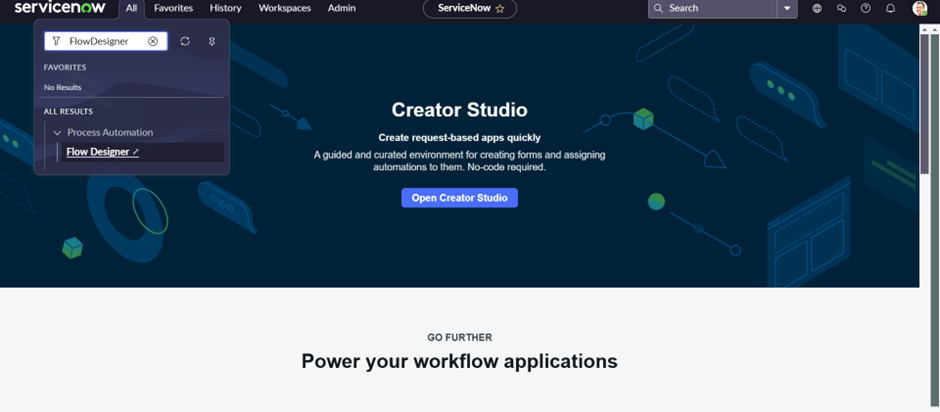 servicenow
All Favorites History Workspaces Admin
ServiceNow
Search
FlowDesigner
FAVORITES
No Results
ALL RESULTS
Process Automation
Flow Designer
Creator Studio
Create request-based apps quickly
A guided and curated environment for creating forms and assigning
automations to them. No-code required.
Open Creator Studio
GO FURTHER
Power your workflow applications